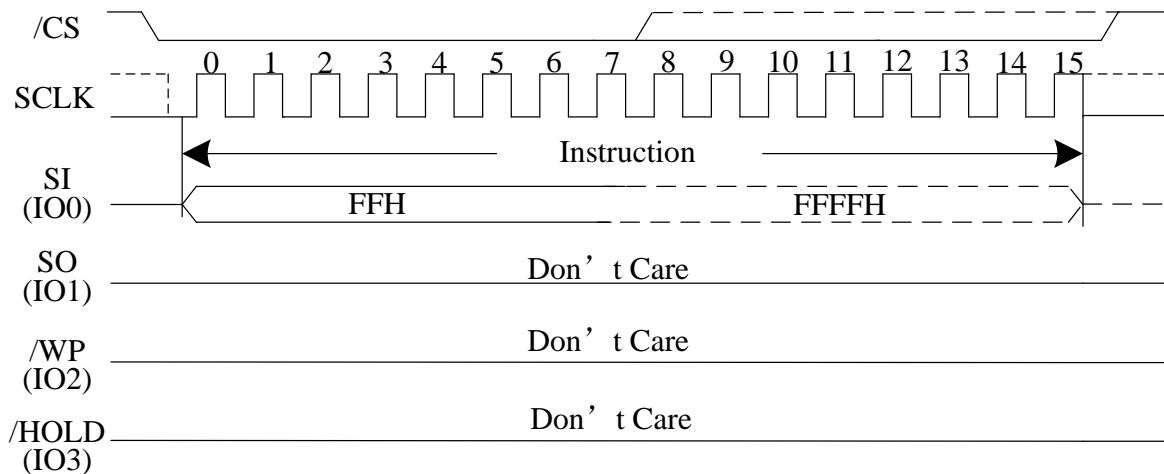 /CS
0 1 2 3 4 5 6 7 8 9 10 11 12 13 14 15
SCLK
Instruction
SI
(IO0)
FFH
FFFFH
SO
(IO1)
Don’t Care
/WP
(IO2)
Don’t Care
/HOLD
(IO3)
Don’t Care